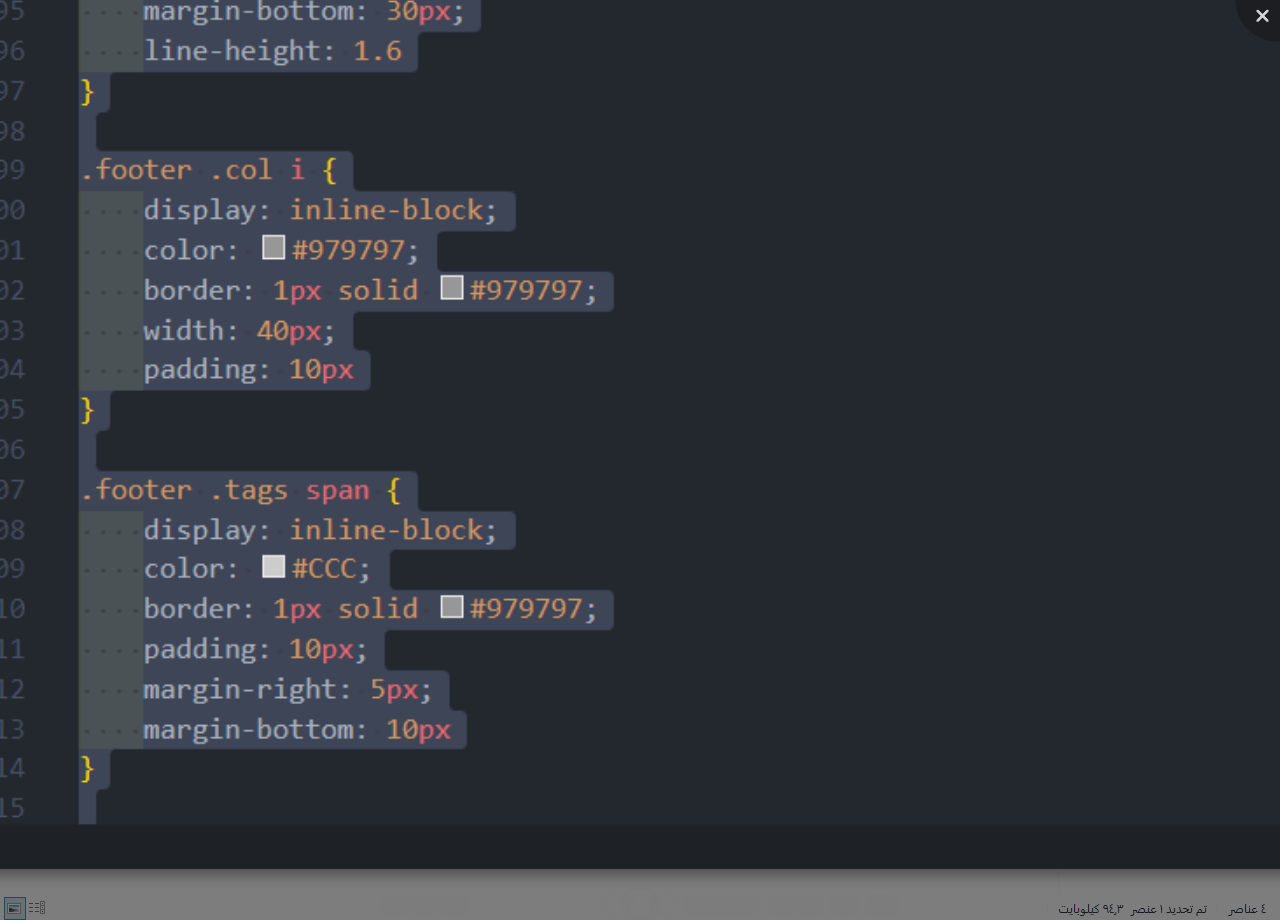 95 margin-bottom: 30px;
96 line-height: 1.6
97 }
98
99 .footer .col i {
00 display: inline-block;
01 color: #979797;
02 border: 1px solid #979797;
03 width: 40px;
04 padding: 10px
05 }
06
07 .footer .tags span {
08 display: inline-block;
09 color: #CCC;
10 border: 1px solid #979797;
11 padding: 10px;
12 margin-right: 5px;
13 margin-bottom: 10px
14 }
15
٤ عناصر تم تحديد ١ عنصر ٩٤٫٣ كيلوبايت